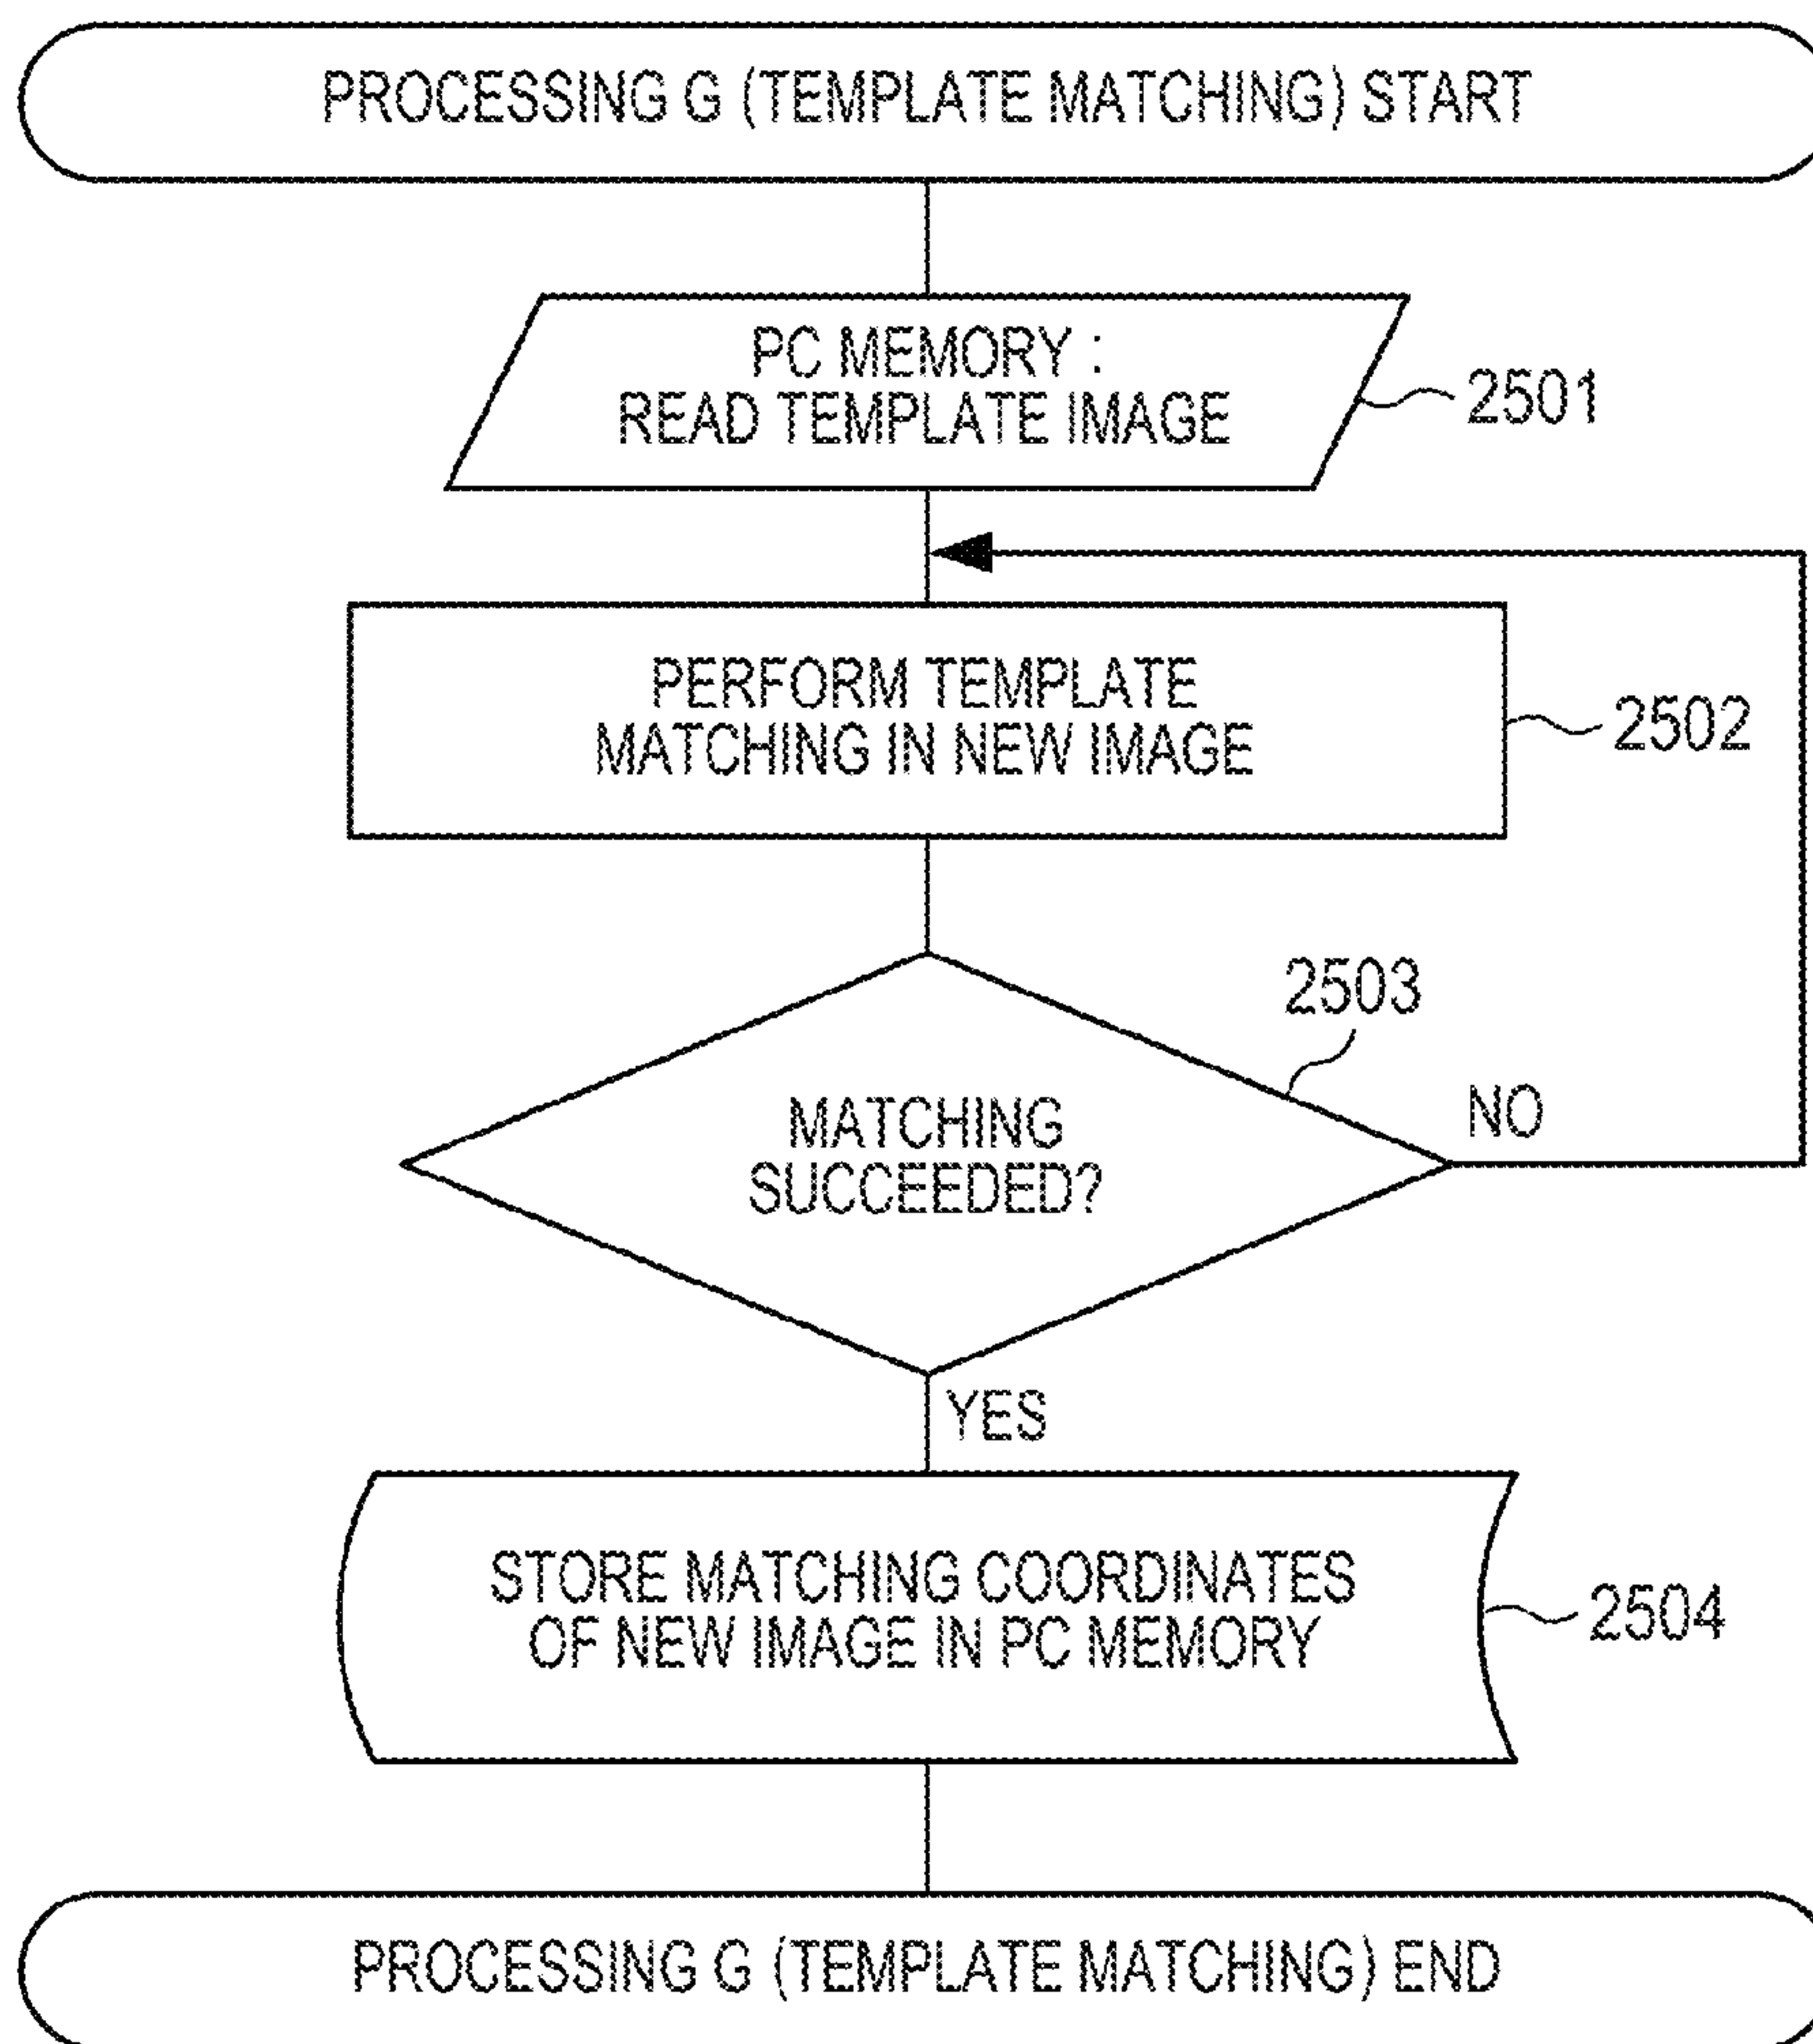 PROCESSING G (TEMPLATE MATCHING) START
PC MEMORY :
READ TEMPLATE IMAGE
2501
PERFORM TEMPLATE
MATCHING IN NEW IMAGE
2502
2503
MATCHING
SUCCEEDED?
NO
YES
STORE MATCHING COORDINATES
OF NEW IMAGE IN PC MEMORY
2504
PROCESSING G (TEMPLATE MATCHING) END